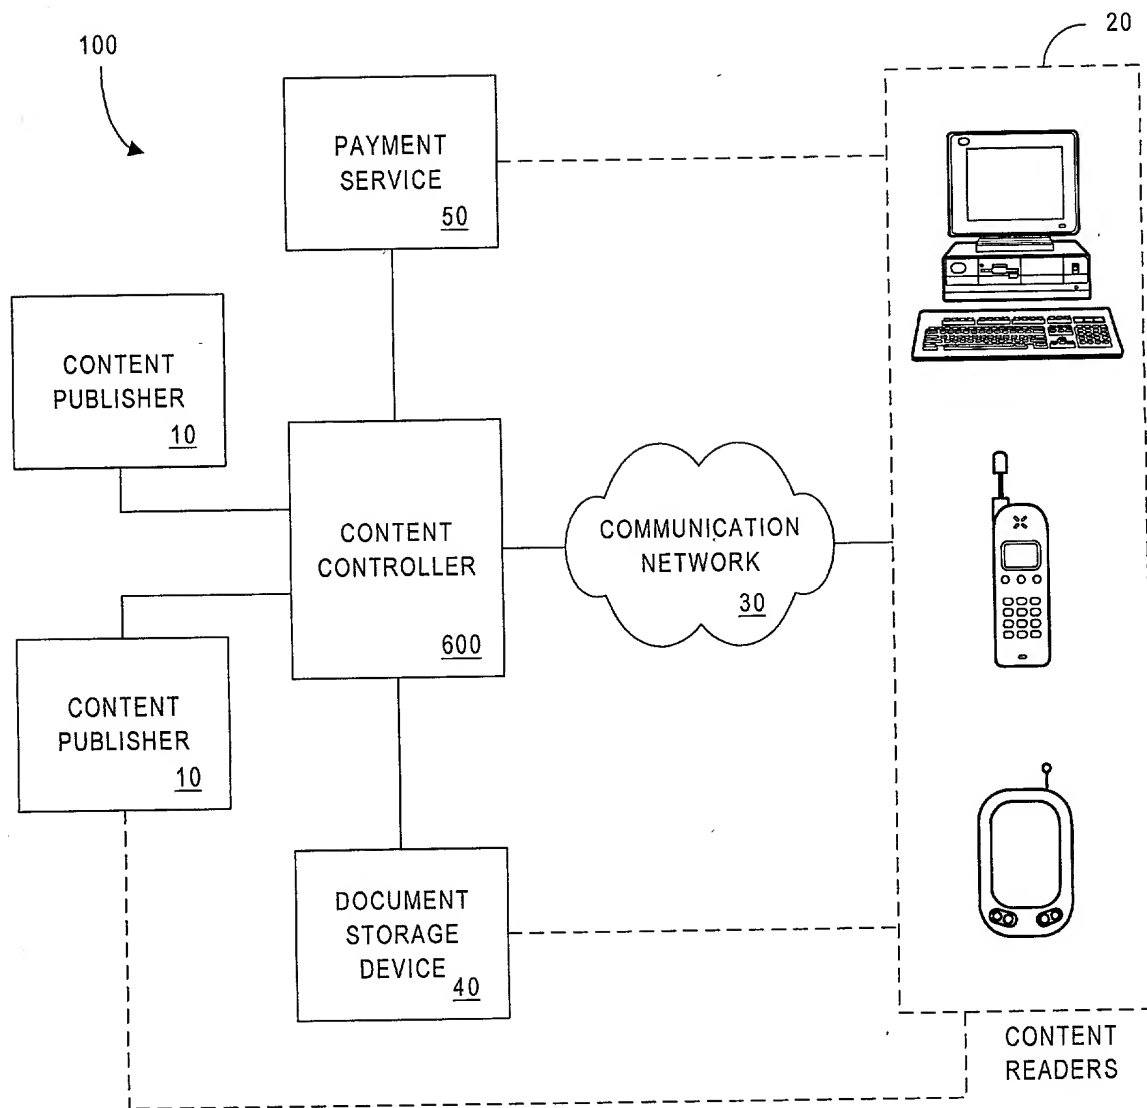 100
20
PAYMENT
SERVICE
50
CONTENT
PUBLISHER
10
CONTENT
CONTROLLER
600
COMMUNICATION
NETWORK
30
CONTENT
PUBLISHER
10
DOCUMENT
STORAGE
DEVICE
40
CONTENT
READERS